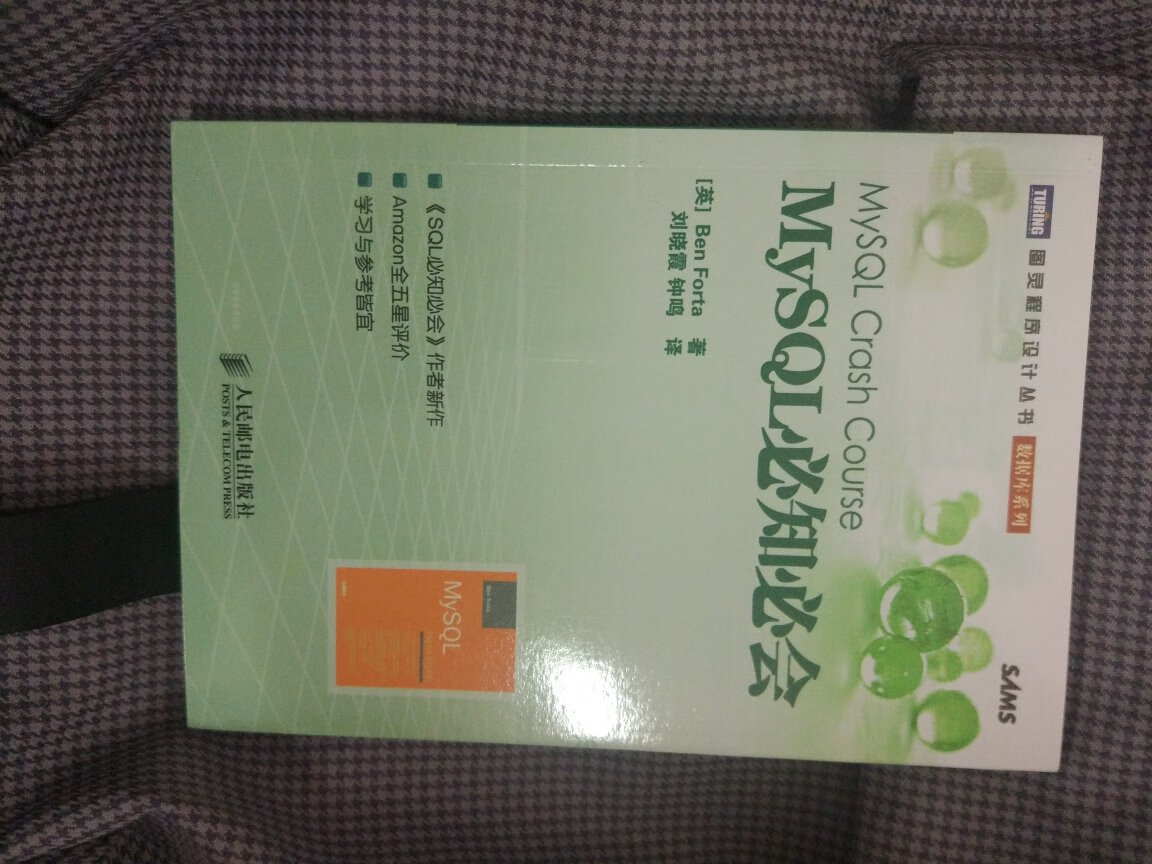 TURING 图灵程序设计丛书 数据库系列
SAMS
MySQL Crash Course
MySQL必知必会
[英] Ben Forta 著
刘晓霞 钟鸣 译
《SQL必知必会》作者新作
Amazon全五星评价
学习与参考皆宜
Ben Forta
MySQL
人民邮电出版社
POSTS & TELECOM PRESS